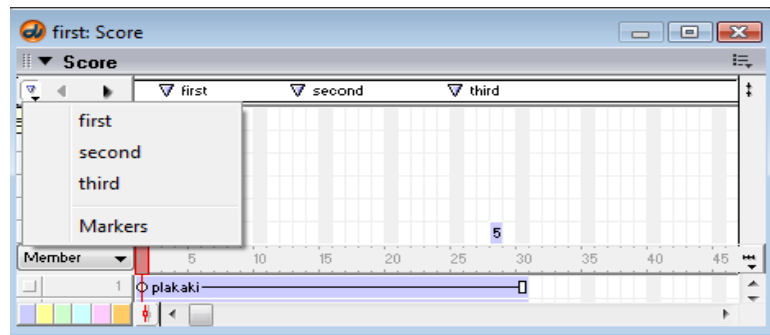 first: Score
Score
first second third
first
second
third
Markers
5
Member 5 10 15 20 25 30 35 40 45
1 plakaki